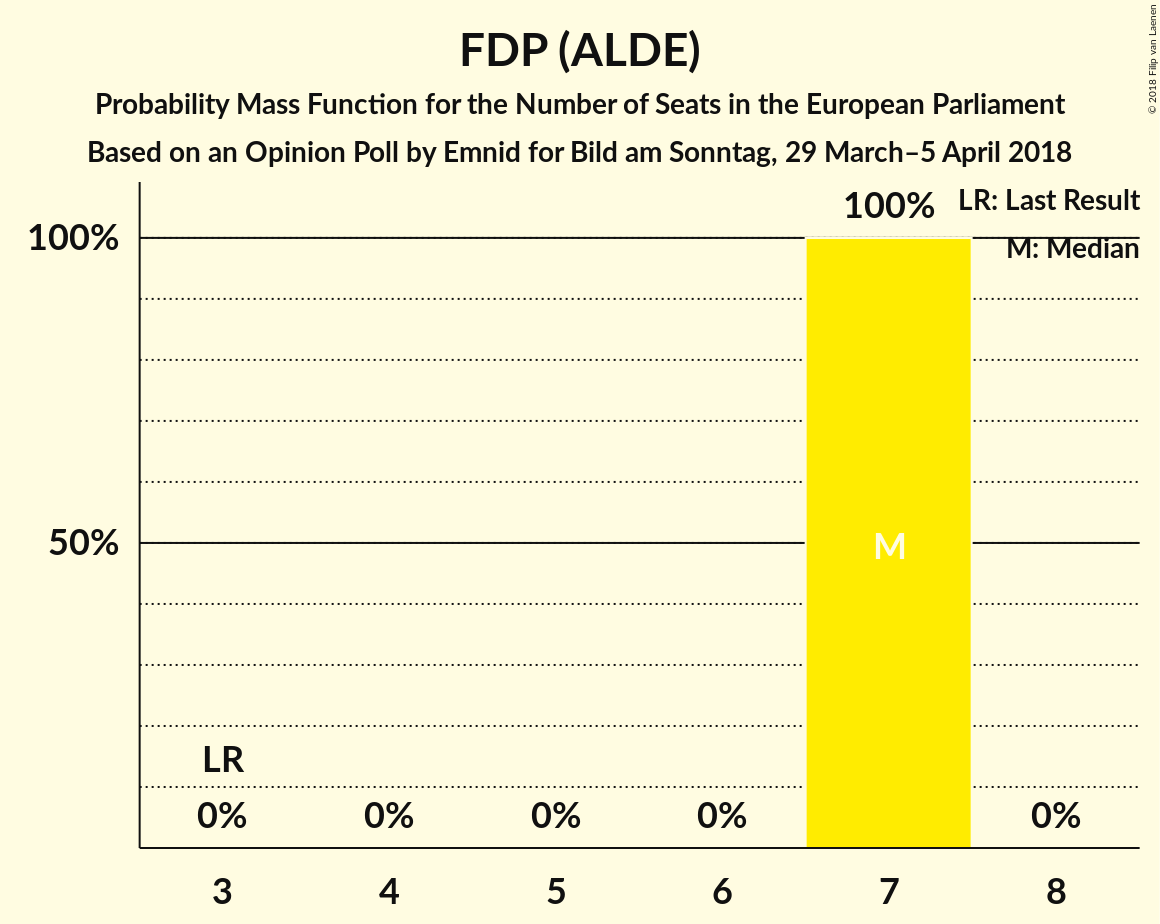 FDP (ALDE)
Probability Mass Function for the Number of Seats in the European Parliament
Based on an Opinion Poll by Emnid for Bild am Sonntag, 29 March–5 April 2018
© 2018 Filip van Laenen
100%
LR: Last Result
M: Median
100%
50%
M
LR
0%
0%
0%
0%
0%
3
4
5
6
7
8